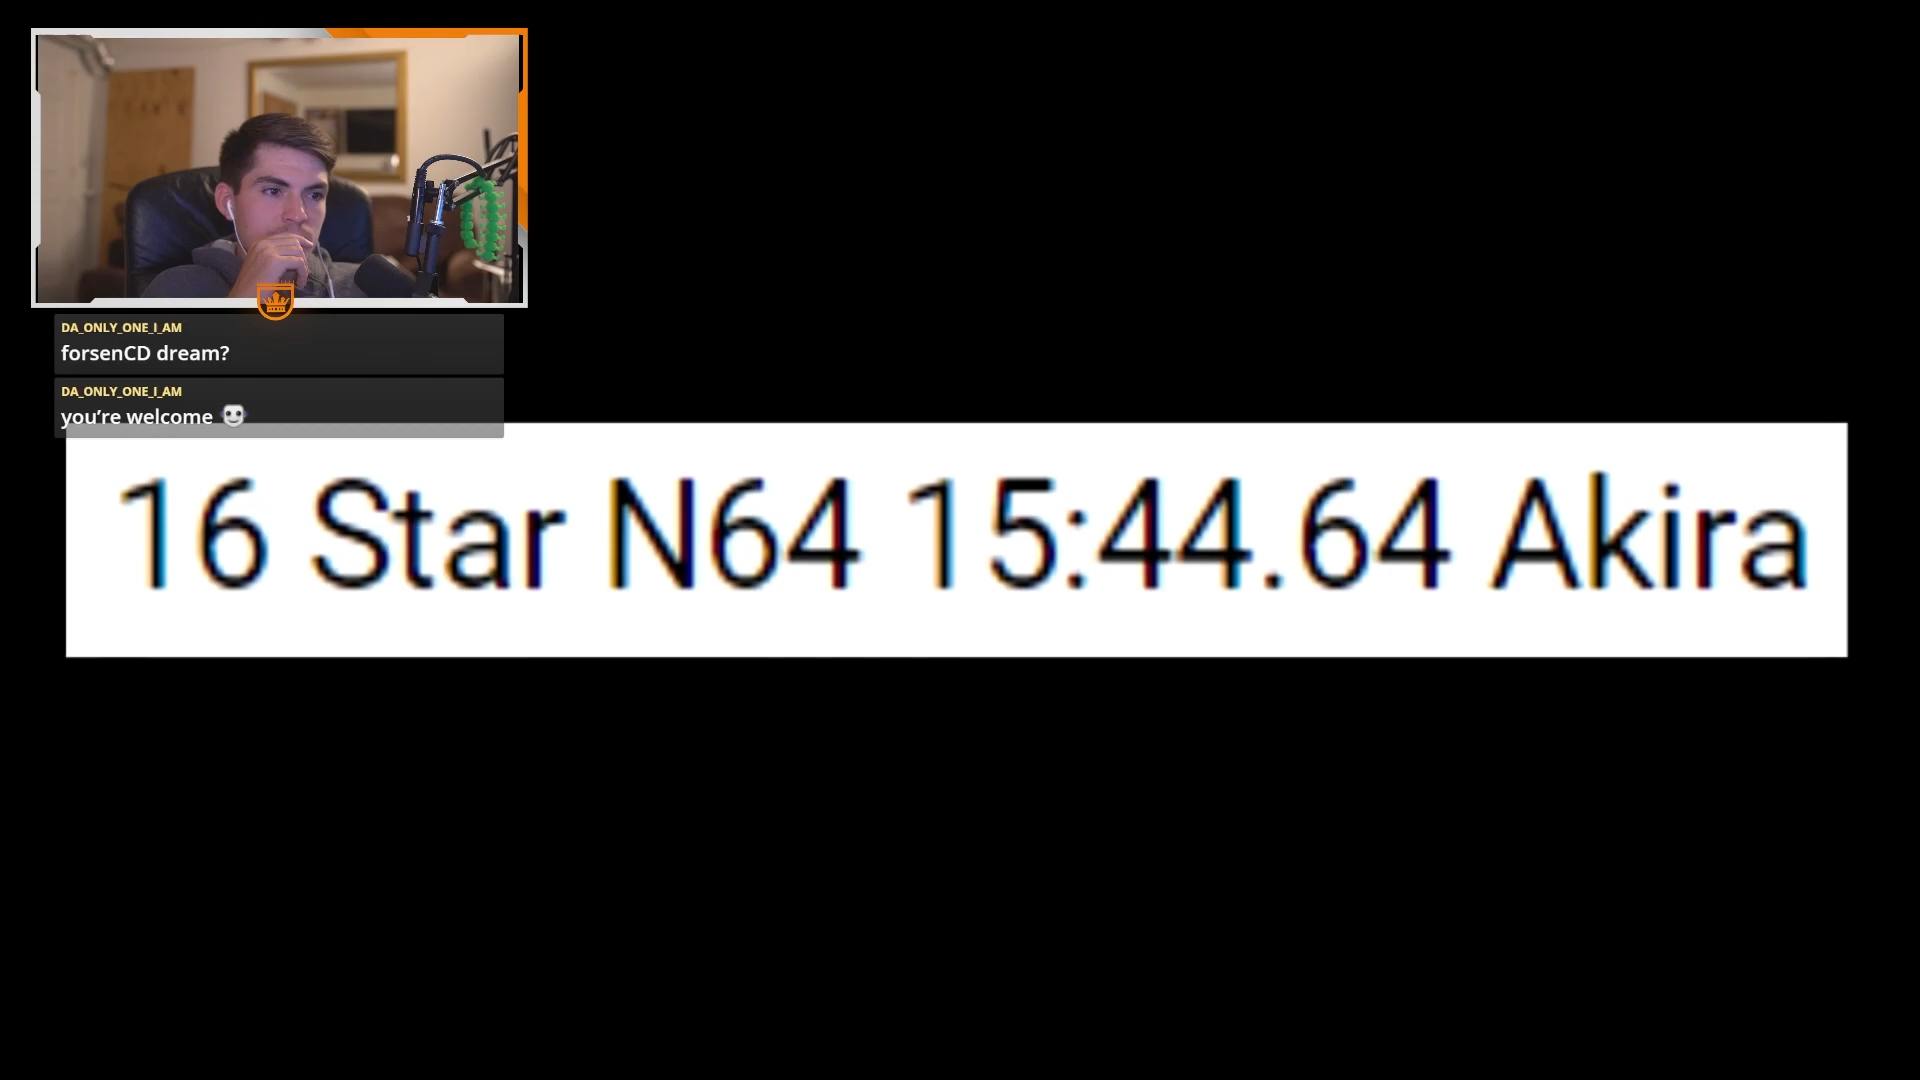 DA_ONLY_ONE_I_AM
forsenCD dream?
DA_ONLY_ONE_I_AM
you're welcome
16 Star N64 15:44.64 Akira